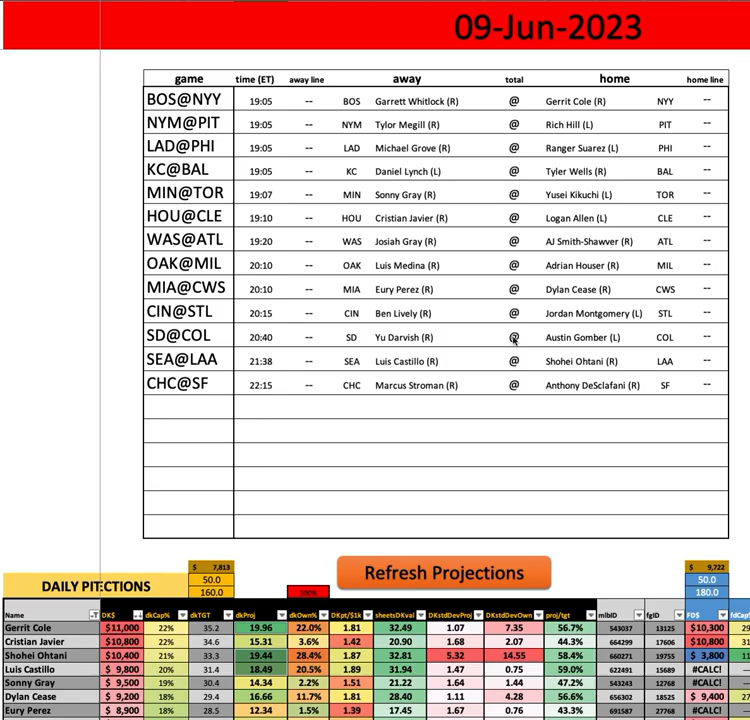 09-Jun-2023
game time (ET) away line away total home home line
BOS@NYY 19:05 -- BOS Garrett Whitlock (R) @ Gerrit Cole (R) NYY --
NYM@PIT 19:05 -- NYM Tylor Megill (R) @ Rich Hill (L) PIT --
LAD@PHI 19:05 -- LAD Michael Grove (R) @ Ranger Suarez (L) PHI --
KC@BAL 19:05 -- KC Daniel Lynch (L) @ Tyler Wells (R) BAL --
MIN@TOR 19:07 -- MIN Sonny Gray (R) @ Yusei Kikuchi (L) TOR --
HOU@CLE 19:10 -- HOU Cristian Javier (R) @ Logan Allen (L) CLE --
WAS@ATL 19:20 -- WAS Josiah Gray (R) @ AJ Smith-Shawver (R) ATL --
OAK@MIL 20:10 -- OAK Luis Medina (R) @ Adrian Houser (R) MIL --
MIA@CWS 20:10 -- MIA Eury Perez (R) @ Dylan Cease (R) CWS --
CIN@STL 20:15 -- CIN Ben Lively (R) @ Jordan Montgomery (L) STL --
SD@COL 20:40 -- SD Yu Darvish (R) @ Austin Gomber (L) COL --
SEA@LAA 21:38 -- SEA Luis Castillo (R) @ Shohei Ohtani (R) LAA --
CHC@SF 22:15 -- CHC Marcus Stroman (R) @ Anthony DeSclafani (R) SF --
$ 7,813 $ 9,722
DAILY PITECTIONS 50.0 Refresh Projections 50.0
160.0 200% 180.0
Name DK$ dkCap% dkTGT dkProj dkOwn% DKpt/$1k sheetsDKval DKstdDevProj DKstdDevOwn proj/tgt mlbID fgID FD$ fdCap%
Gerrit Cole $11,000 22% 35.2 19.96 22.0% 1.81 32.49 1.07 7.35 56.7% 543037 13125 $10,300
Cristian Javier $10,800 22% 34.6 15.31 3.6% 1.42 20.90 1.68 2.07 44.3% 664299 17606 $10,800
Shohei Ohtani $10,400 21% 33.3 19.44 28.4% 1.87 32.81 5.32 14.55 58.4% 660271 19755 $ 3,800
Luis Castillo $ 9,800 20% 31.4 18.49 20.5% 1.89 31.94 1.47 0.75 59.0% 622491 15689 #CALC!
Sonny Gray $ 9,500 19% 30.4 14.34 2.2% 1.51 21.22 1.64 1.44 47.2% 543243 12768 #CALC!
Dylan Cease $ 9,200 18% 29.4 16.66 11.7% 1.81 28.40 1.11 4.28 56.6% 656302 18525 $ 9,400
Eury Perez $ 8,900 18% 28.5 12.34 1.5% 1.39 17.45 1.67 0.76 43.3% 691587 27768 #CALC!